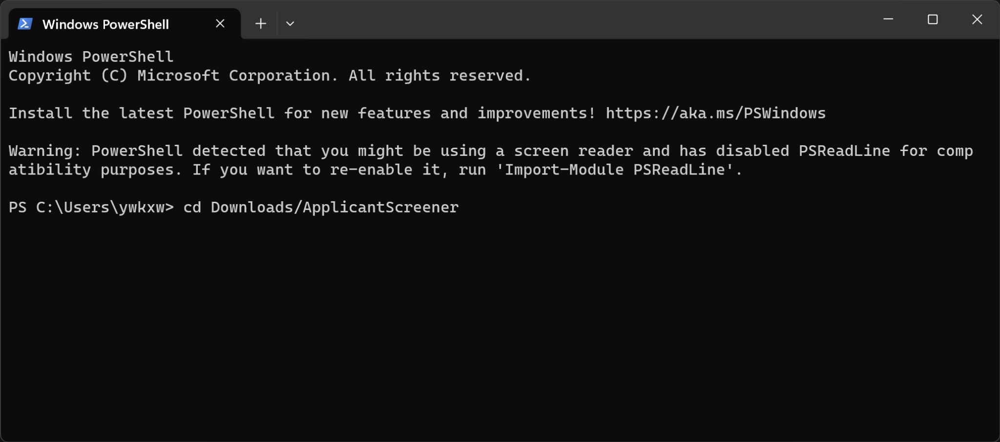 Windows PowerShell
Windows PowerShell
Copyright (C) Microsoft Corporation. All rights reserved.
Install the latest PowerShell for new features and improvements! https://aka.ms/PSWindows
Warning: PowerShell detected that you might be using a screen reader and has disabled PSReadLine for comp
atibility purposes. If you want to re-enable it, run 'Import-Module PSReadLine'.
PS C:\Users\ywkxw> cd Downloads/ApplicantScreener